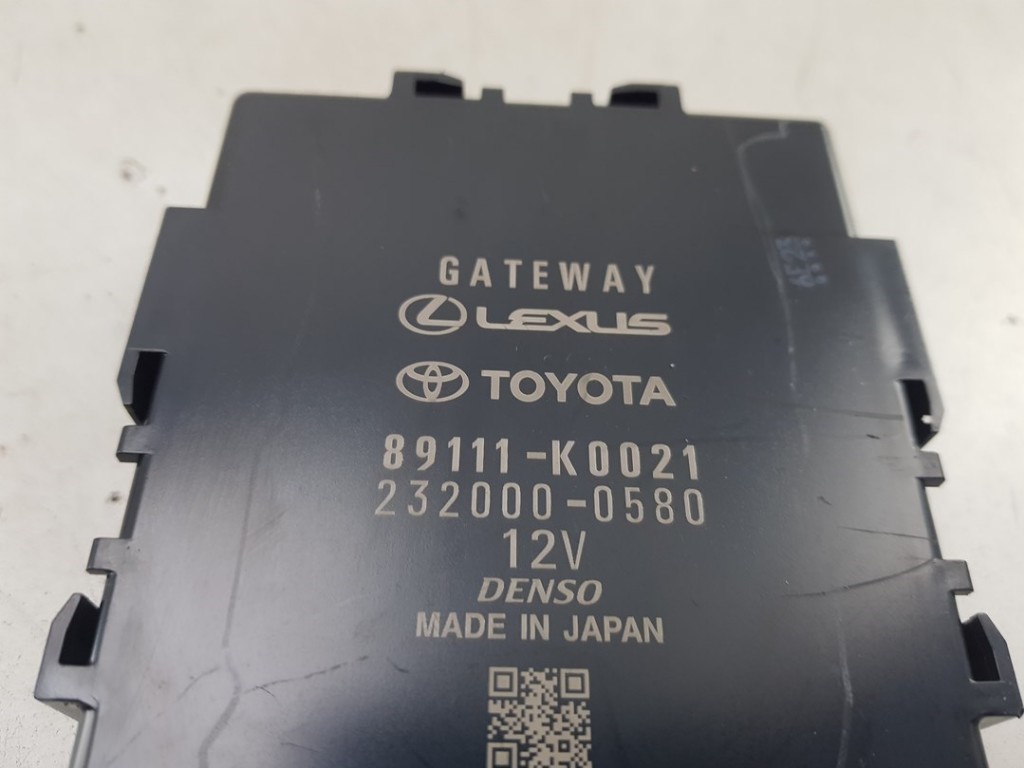 GATEWAY
LEXUS
TOYOTA
89111-K0021
232000-0580
12V
DENSO
MADE IN JAPAN